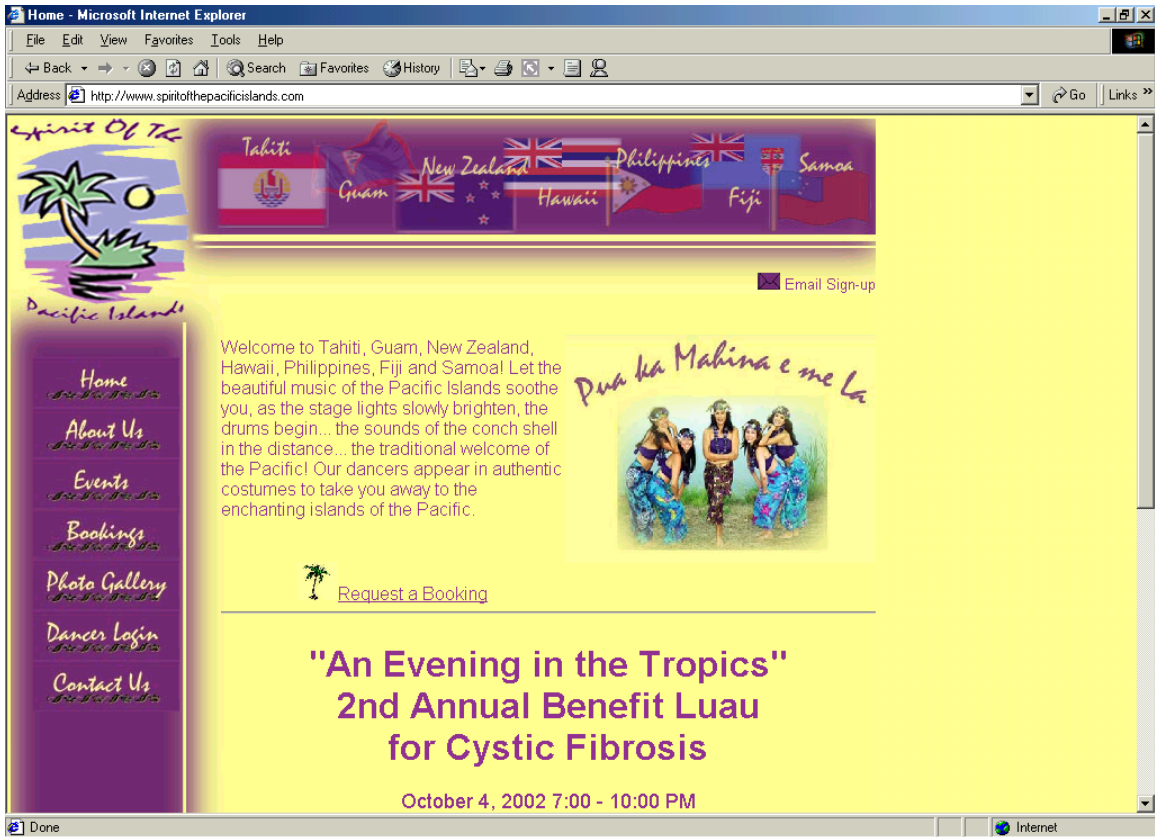 Home - Microsoft Internet Explorer
File Edit View Favorites Tools Help
Back Search Favorites History
Address http://www.spiritofthepacificislands.com Go Links »
Spirit Of The
Pacific Islands
Tahiti
Guam
New Zealand
Hawaii
Philippines
Fiji
Samoa
Email Sign-up
Home
About Us
Events
Bookings
Photo Gallery
Dancer Login
Contact Us
Welcome to Tahiti, Guam, New Zealand,
Hawaii, Philippines, Fiji and Samoa! Let the
beautiful music of the Pacific Islands soothe
you, as the stage lights slowly brighten, the
drums begin... the sounds of the conch shell
in the distance... the traditional welcome of
the Pacific! Our dancers appear in authentic
costumes to take you away to the
enchanting islands of the Pacific.
Pua ka Mahina e me La
Request a Booking
"An Evening in the Tropics"
2nd Annual Benefit Luau
for Cystic Fibrosis
October 4, 2002 7:00 - 10:00 PM
Done
Internet